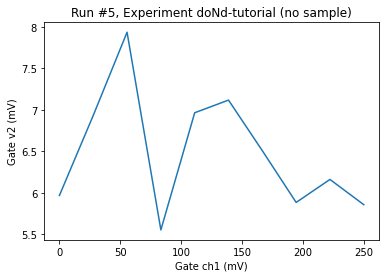 Run #5, Experiment doNd-tutorial (no sample)
Gate v2 (mV)
8
7.5
7
6.5
6
5.5
0 50 100 150 200 250
Gate ch1 (mV)